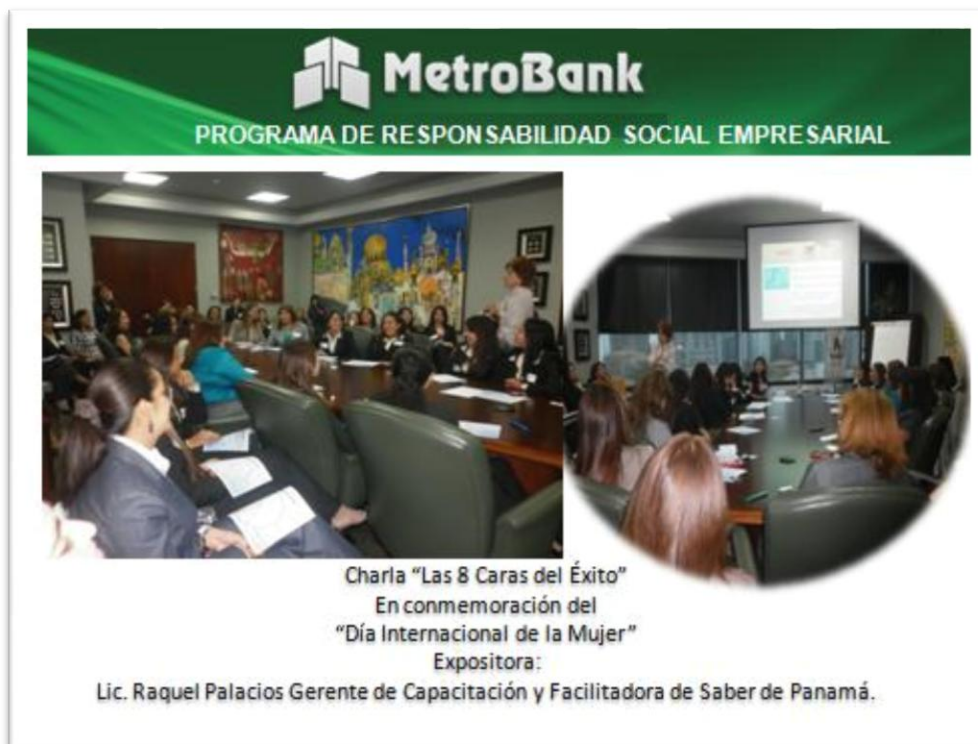 MetroBank
PROGRAMA DE RESPONSABILIDAD SOCIAL EMPRESARIAL
Charla “Las 8 Caras del Éxito”
En conmemoración del
“Día Internacional de la Mujer”
Expositora:
Lic. Raquel Palacios Gerente de Capacitación y Facilitadora de Saber de Panamá.